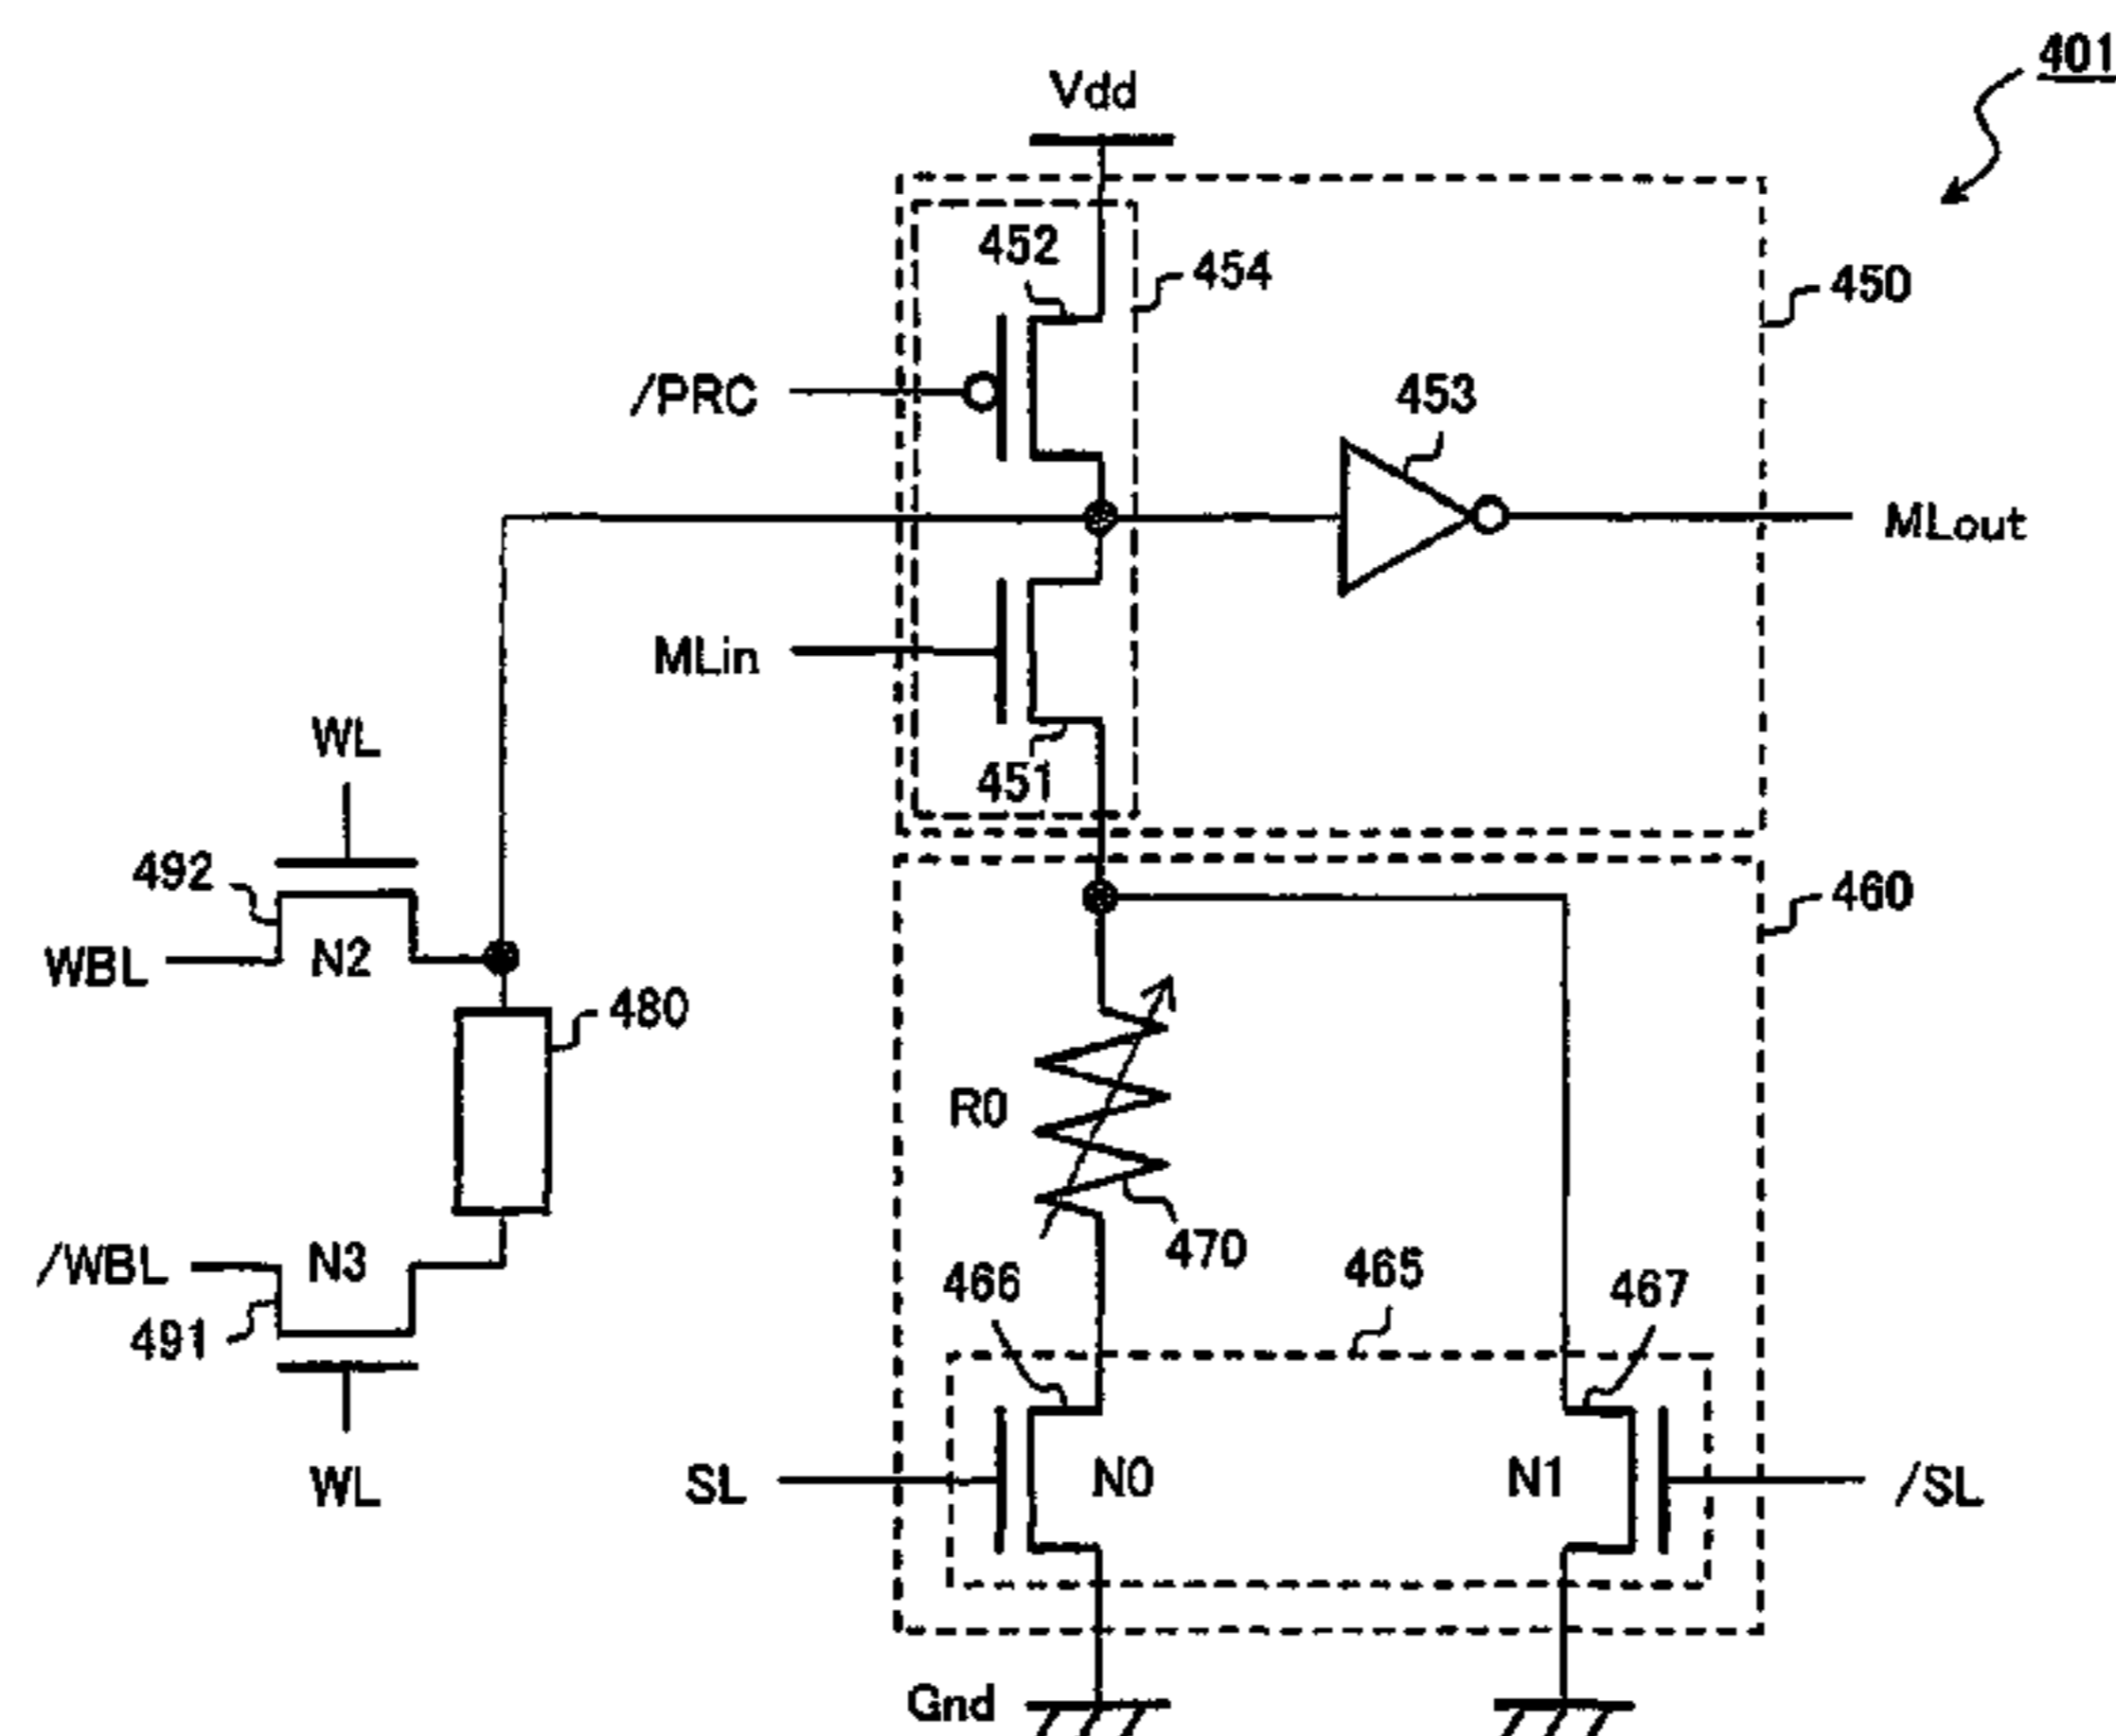 401
Vdd
452
454
450
/PRC
453
MLout
MLin
451
WL
492
WBL
N2
460
480
R0
470
/WBL
N3
491
WL
466
465
467
SL
N0
N1
/SL
Gnd